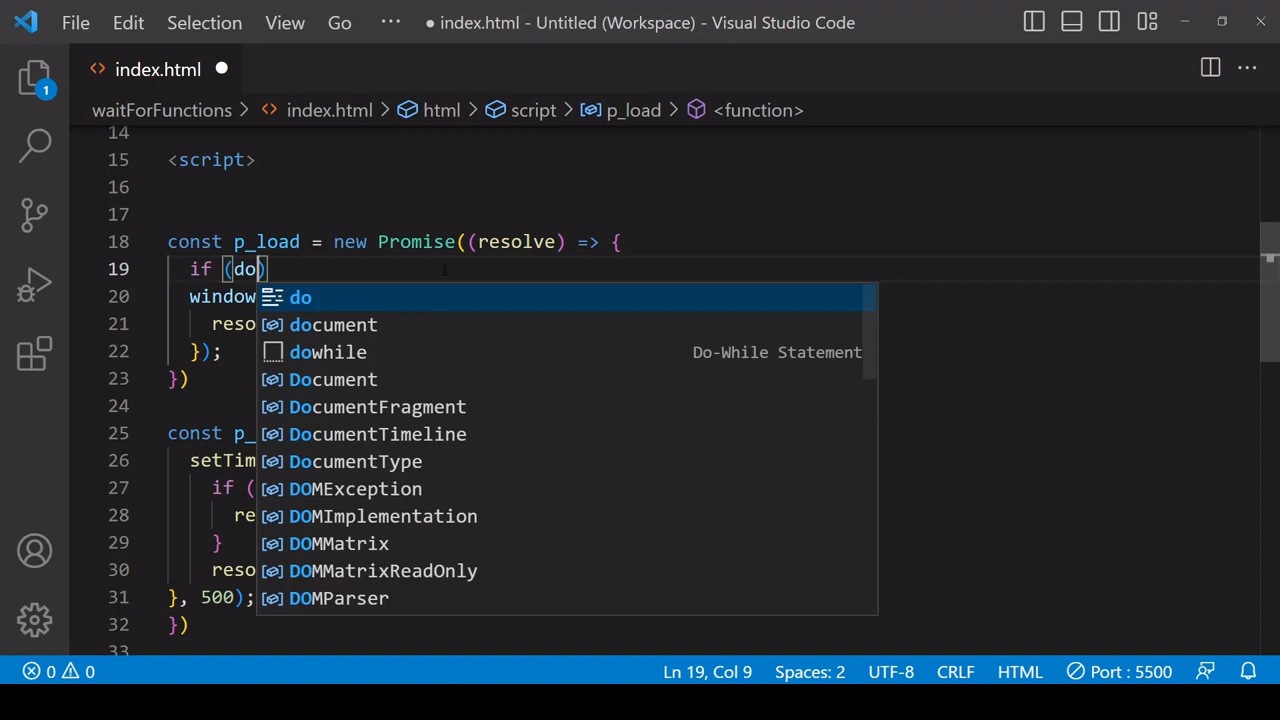 File Edit Selection View Go ··· ● index.html - Untitled (Workspace) - Visual Studio Code
index.html
waitForFunctions > index.html > html > script > p_load > <function>
14
15 <script>
16
17
18 const p_load = new Promise((resolve) => {
19 if (do)
20 window do
21 reso document
22 }); dowhile Do-While Statement
23 }) Document
24 DocumentFragment
25 const p_ DocumentTimeline
26 setTim DocumentType
27 if ( DOMException
28 re DOMImplementation
29 } DOMMatrix
30 reso DOMMatrixReadOnly
31 }, 500); DOMParser
32 })
33
0 0 Ln 19, Col 9 Spaces: 2 UTF-8 CRLF HTML Port : 5500
1